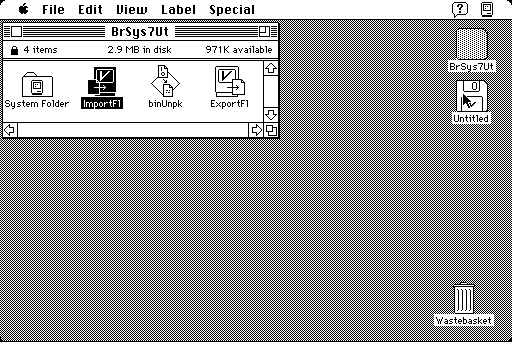 File Edit View Label Special
BrSys7Ut
4 items 2.9 MB in disk 971K available
System Folder ImportFl binUnpk ExportFl
BrSys7Ut
Untitled
Wastebasket